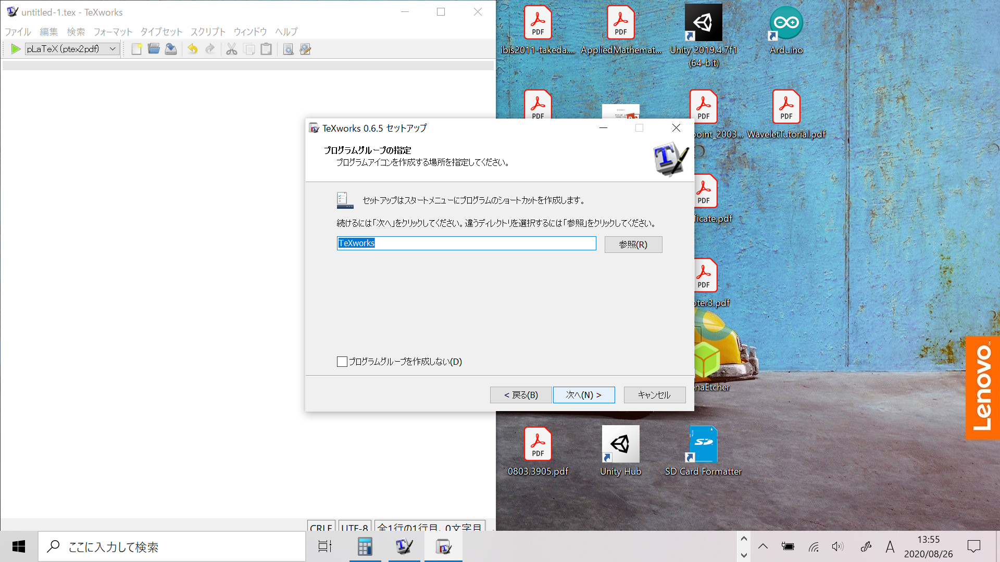 untitled-1.tex - TeXworks
ファイル 編集 検索 フォーマット タイプセット スクリプト ウィンドウ ヘルプ
pLaTeX (ptex2pdf)
PDF
ibis2011-takeda....
PDF
AppliedMathemat...
Unity 2019.4.7f1
(64-bit)
Arduino
PDF
PDF
point_2003...
PDF
WaveletTutorial.pdf
PDF
ficate.pdf
PDF
pter3.pdf
naEtcher
PDF
0803.3905.pdf
Unity Hub
SD
SD Card Formatter
Lenovo
TeXworks 0.6.5 セットアップ
プログラムグループの指定
プログラムアイコンを作成する場所を指定してください。
セットアップはスタートメニューにプログラムのショートカットを作成します。
続けるには「次へ」をクリックしてください。違うディレクトリを選択するには「参照」をクリックしてください。
TeXworks
参照(R)
プログラムグループを作成しない(D)
< 戻る(B)
次へ(N) >
キャンセル
CRLF UTF-8 全1行の1行目、0文字目
ここに入力して検索
A
13:55
2020/08/26